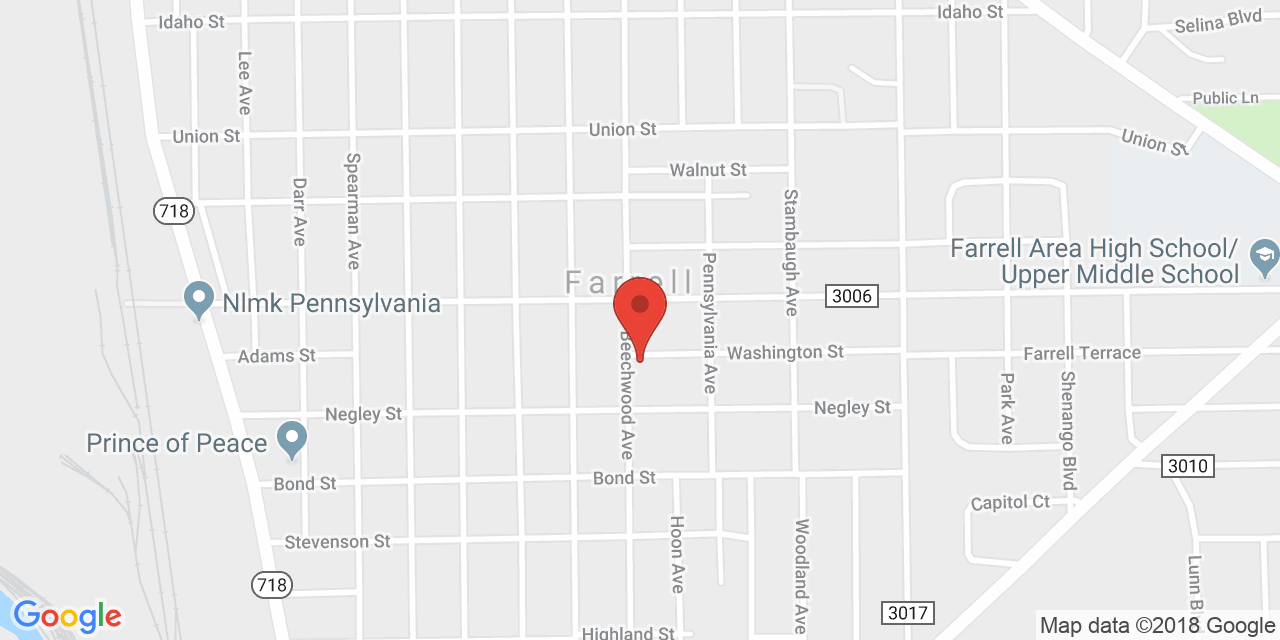 Idaho St
Idaho St
Selina Blvd
Lee Ave
Public Ln
Union St
Union St
Union St
Walnut St
Spearman Ave
Darr Ave
718
Stambaugh Ave
Farrell Area High School/
Upper Middle School
Pennsylvania Ave
Nlmk Pennsylvania
3006
Beechwood Ave
Adams St
Washington St
Farrell Terrace
Park Ave
Shenango Blvd
Negley St
Negley St
Prince of Peace
3010
Bond St
Bond St
Capitol Ct
Hoon Ave
Woodland Ave
Stevenson St
Lunn
718
3017
Google
Highland St
Map data ©2018 Google